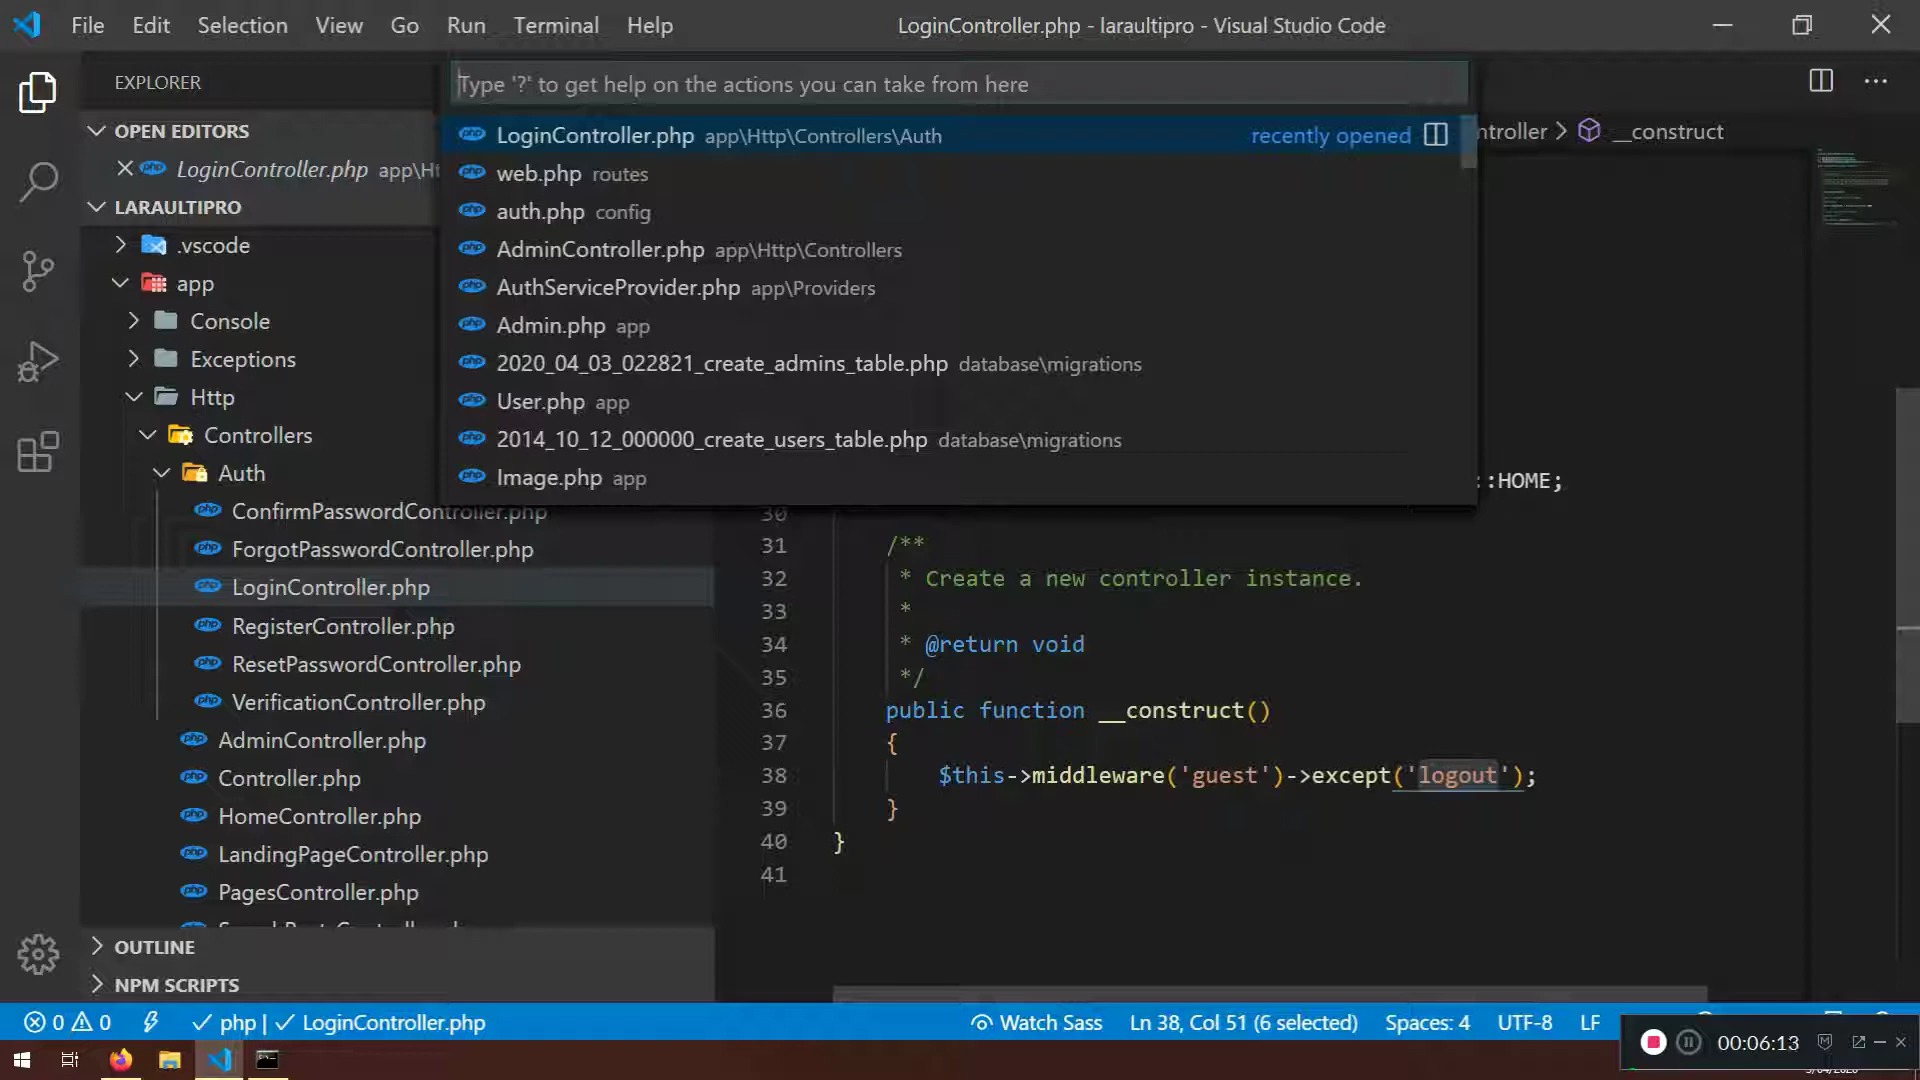 File Edit Selection View Go Run Terminal Help
LoginController.php - laraultipro - Visual Studio Code
EXPLORER
Type '?' to get help on the actions you can take from here
OPEN EDITORS
LoginController.php app\Ht
LARAULTIPRO
.vscode
app
Console
Exceptions
Http
Controllers
Auth
ConfirmPasswordController.php
ForgotPasswordController.php
LoginController.php
RegisterController.php
ResetPasswordController.php
VerificationController.php
AdminController.php
Controller.php
HomeController.php
LandingPageController.php
PagesController.php
OUTLINE
NPM SCRIPTS
LoginController.php app\Http\Controllers\Auth recently opened
web.php routes
auth.php config
AdminController.php app\Http\Controllers
AuthServiceProvider.php app\Providers
Admin.php app
2020_04_03_022821_create_admins_table.php database\migrations
User.php app
2014_10_12_000000_create_users_table.php database\migrations
Image.php app
ntroller > __construct
::HOME;
30
31 /**
32 * Create a new controller instance.
33 *
34 * @return void
35 */
36 public function __construct()
37 {
38 $this->middleware('guest')->except('logout');
39 }
40 }
41
0 0 php | LoginController.php
Watch Sass Ln 38, Col 51 (6 selected) Spaces: 4 UTF-8 LF
00:06:13